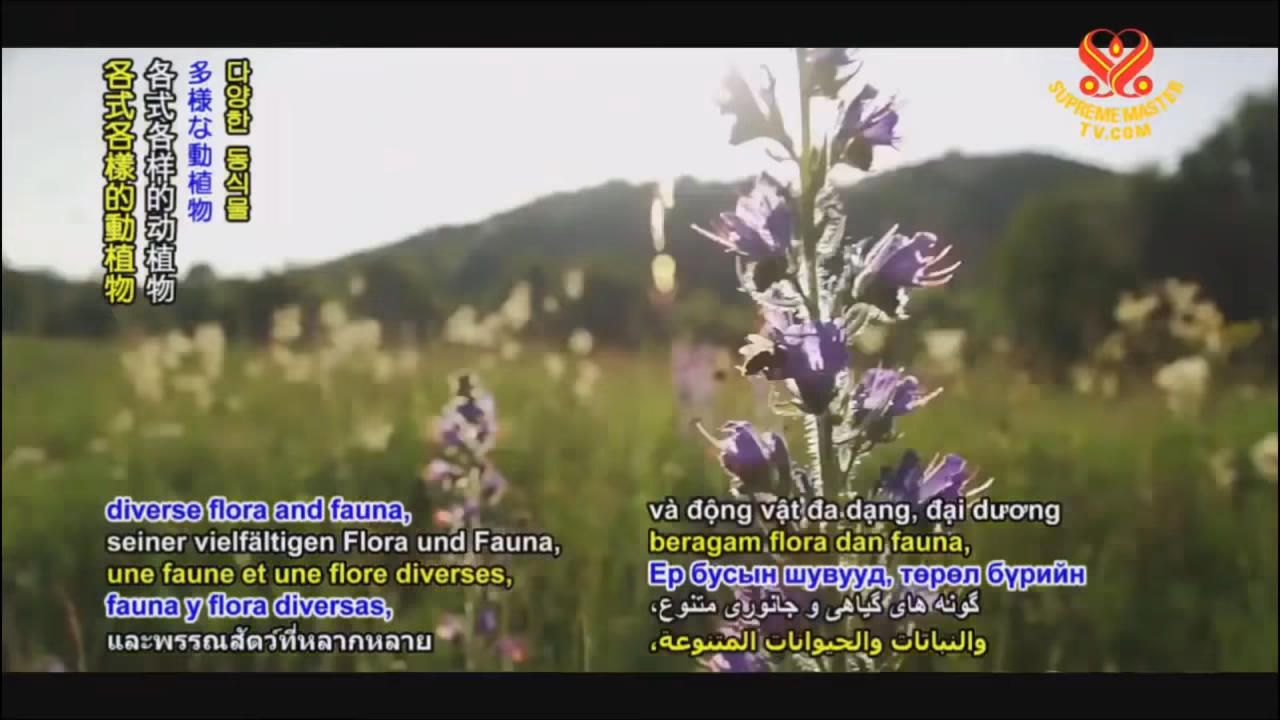 各式各樣的動植物
各式各样的动植物
多様な動植物
다양한 동식물
SUPREME MASTER
TV.COM
diverse flora and fauna,
seiner vielfältigen Flora und Fauna,
une faune et une flore diverses,
fauna y flora diversas,
และพรรณสัตว์ที่หลากหลาย
và động vật đa dạng, đại dương
beragam flora dan fauna,
Ер бусын шувууд, төрөл бүрийн
گونه های گیاهی و جانوری متنوع،
والنباتات والحيوانات المتنوعة،